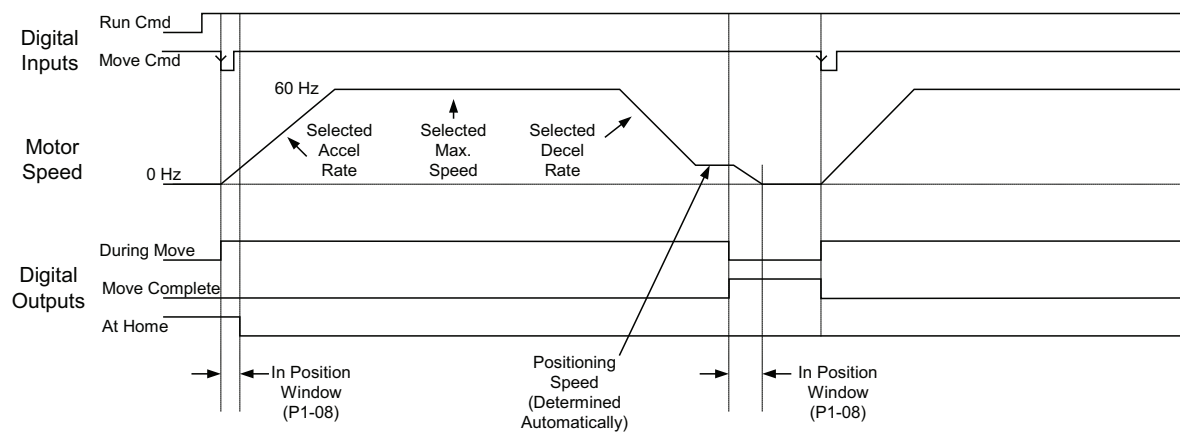 Digital
Inputs
Run Cmd
Move Cmd
Motor
Speed
60 Hz
0 Hz
Selected
Accel
Rate
Selected
Max.
Speed
Selected
Decel
Rate
Digital
Outputs
During Move
Move Complete
At Home
In Position
Window
(P1-08)
Positioning
Speed
(Determined
Automatically)
In Position
Window
(P1-08)